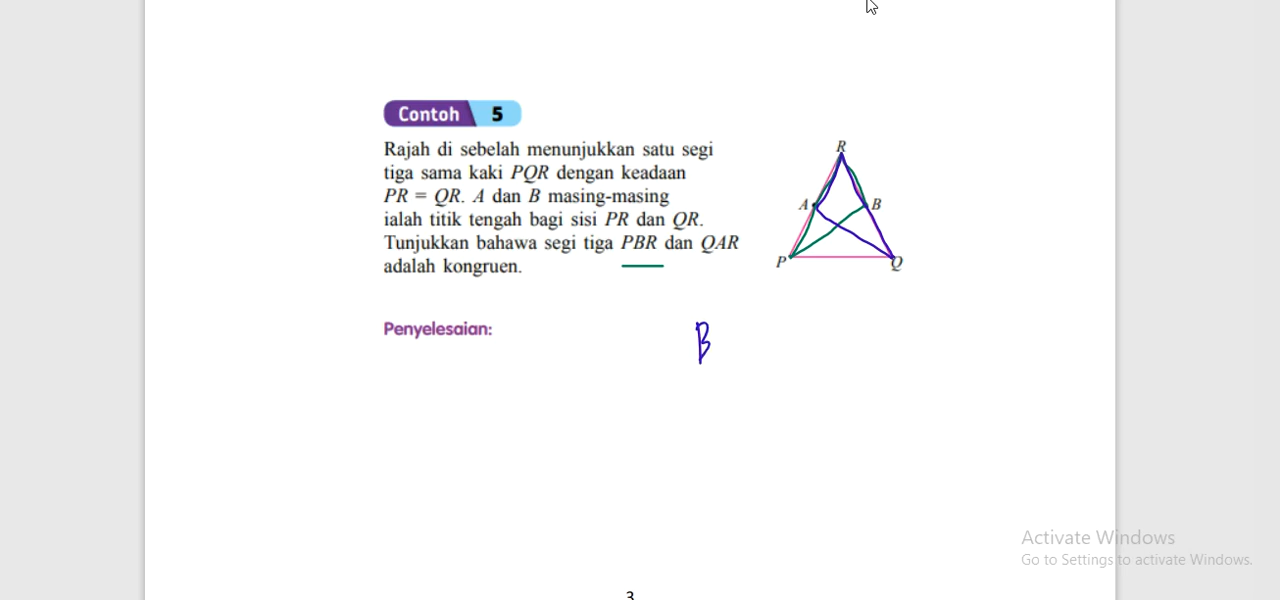 Contoh 5
Rajah di sebelah menunjukkan satu segi
tiga sama kaki PQR dengan keadaan
PR = QR. A dan B masing-masing
ialah titik tengah bagi sisi PR dan QR.
Tunjukkan bahawa segi tiga PBR dan QAR
adalah kongruen.
R
A
B
P
Q
Penyelesaian:
B
Activate Windows
Go to Settings to activate Windows.
3